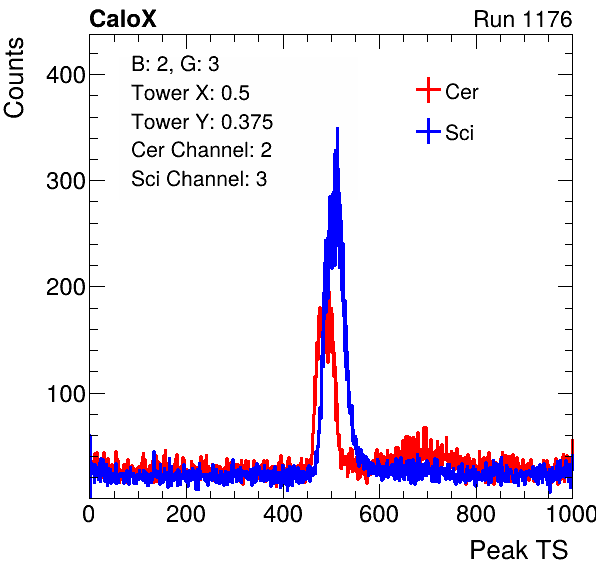 CaloX
Run 1176
Counts
400
300
200
100
B: 2, G: 3
Tower X: 0.5
Tower Y: 0.375
Cer Channel: 2
Sci Channel: 3
Cer
Sci
0 200 400 600 800 1000
Peak TS